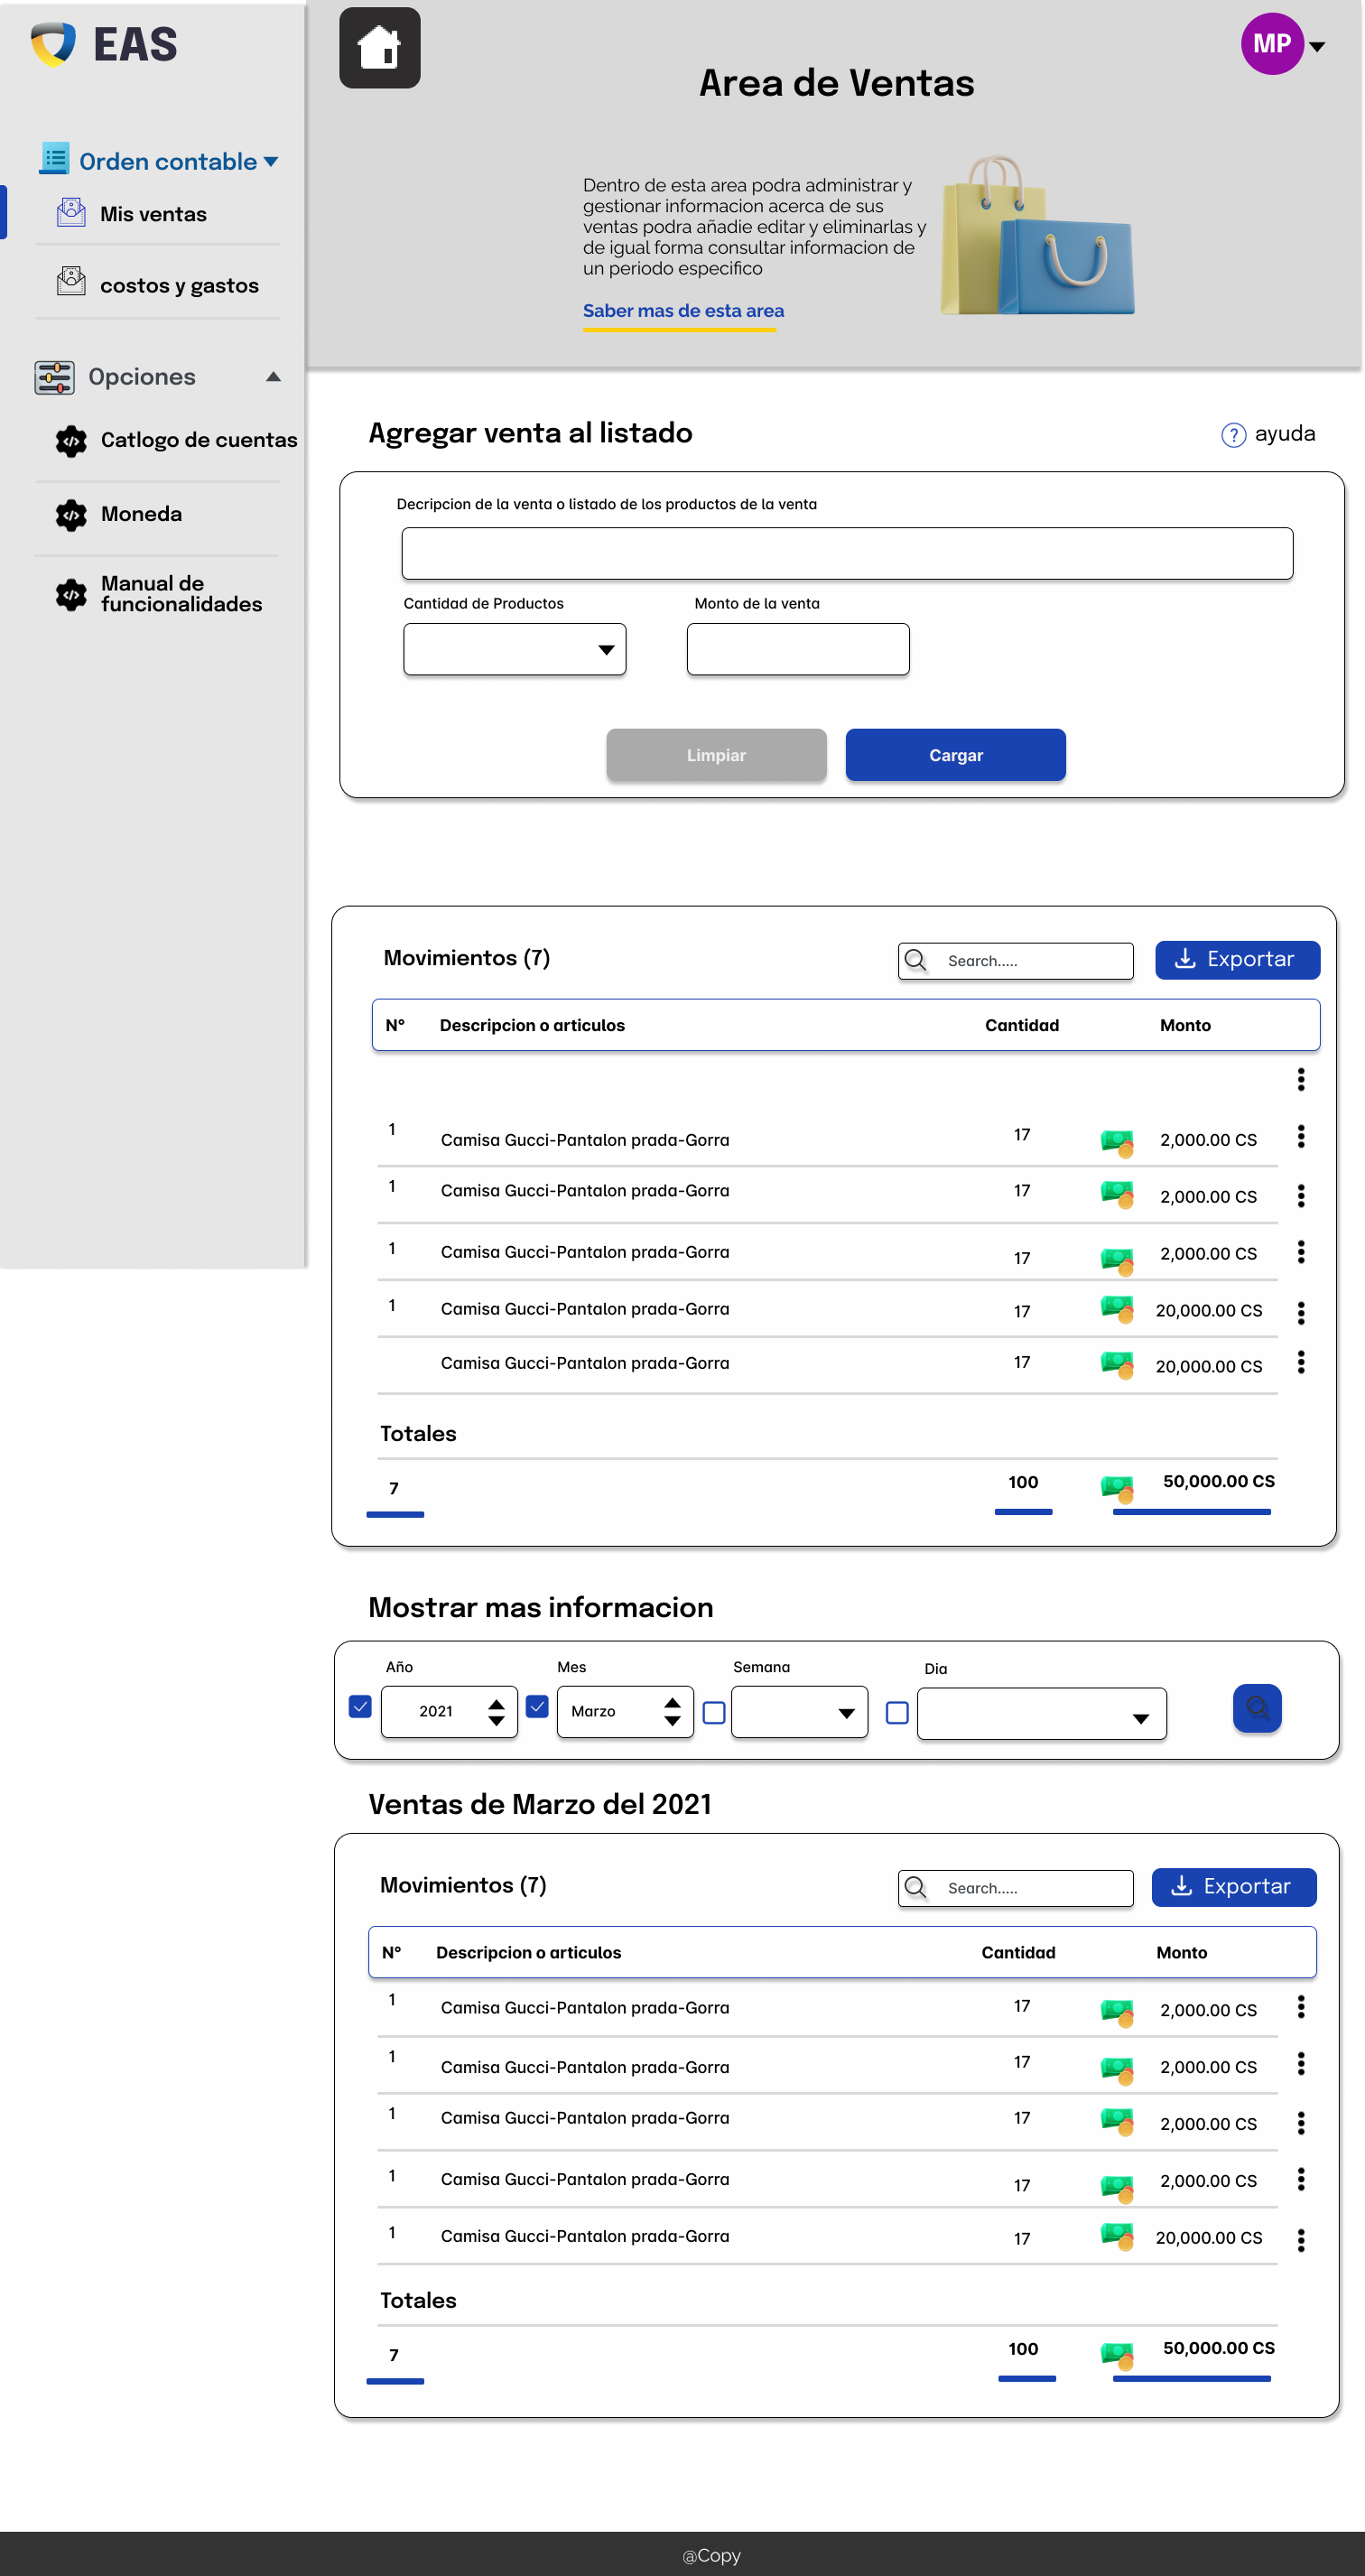 EAS
MP
Area de Ventas
Orden contable
Mis ventas
costos y gastos
Dentro de esta area podra administrar y
gestionar informacion acerca de sus
ventas podra añadie editar y eliminarlas y
de igual forma consultar informacion de
un periodo especifico
Saber mas de esta area
Opciones
Catlogo de cuentas
Moneda
Manual de
funcionalidades
Agregar venta al listado
? ayuda
Decripcion de la venta o listado de los productos de la venta
Cantidad de Productos Monto de la venta
Limpiar Cargar
Movimientos (7) Search..... Exportar
N° Descripcion o articulos Cantidad Monto
1 Camisa Gucci-Pantalon prada-Gorra 17 2,000.00 CS
1 Camisa Gucci-Pantalon prada-Gorra 17 2,000.00 CS
1 Camisa Gucci-Pantalon prada-Gorra 17 2,000.00 CS
1 Camisa Gucci-Pantalon prada-Gorra 17 20,000.00 CS
Camisa Gucci-Pantalon prada-Gorra 17 20,000.00 CS
Totales
7 100 50,000.00 CS
Mostrar mas informacion
Año Mes Semana Dia
2021 Marzo
Ventas de Marzo del 2021
Movimientos (7) Search..... Exportar
N° Descripcion o articulos Cantidad Monto
1 Camisa Gucci-Pantalon prada-Gorra 17 2,000.00 CS
1 Camisa Gucci-Pantalon prada-Gorra 17 2,000.00 CS
1 Camisa Gucci-Pantalon prada-Gorra 17 2,000.00 CS
1 Camisa Gucci-Pantalon prada-Gorra 17 2,000.00 CS
1 Camisa Gucci-Pantalon prada-Gorra 17 20,000.00 CS
Totales
7 100 50,000.00 CS
@Copy